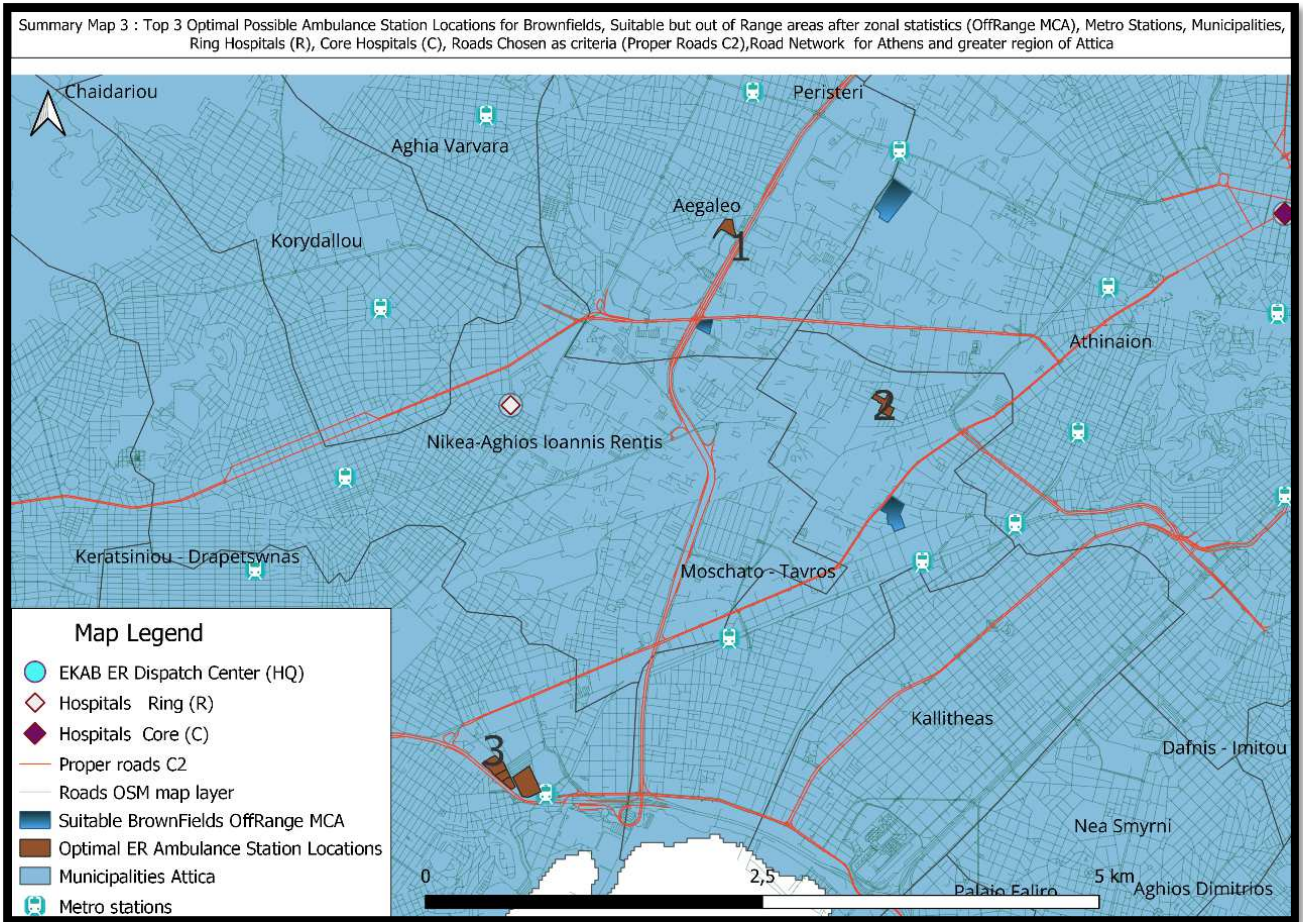 Summary Map 3 : Top 3 Optimal Possible Ambulance Station Locations for Brownfields, Suitable but out of Range areas after zonal statistics (OffRange MCA), Metro Stations, Municipalities,
Ring Hospitals (R), Core Hospitals (C), Roads Chosen as criteria (Proper Roads C2),Road Network for Athens and greater region of Attica
Chaidariou
Peristeri
Aghia Varvara
Aegaleo
1
Korydallou
Athinaion
2
Nikea-Aghios Ioannis Rentis
Keratsiniou - Drapetswnas
Moschato - Tavros
Kallitheas
3
Dafnis - Imitou
Nea Smyrni
Palaio Faliro
Aghios Dimitrios
Map Legend
EKAB ER Dispatch Center (HQ)
Hospitals Ring (R)
Hospitals Core (C)
Proper roads C2
Roads OSM map layer
Suitable BrownFields OffRange MCA
Optimal ER Ambulance Station Locations
Municipalities Attica
Metro stations
0 2,5 5 km